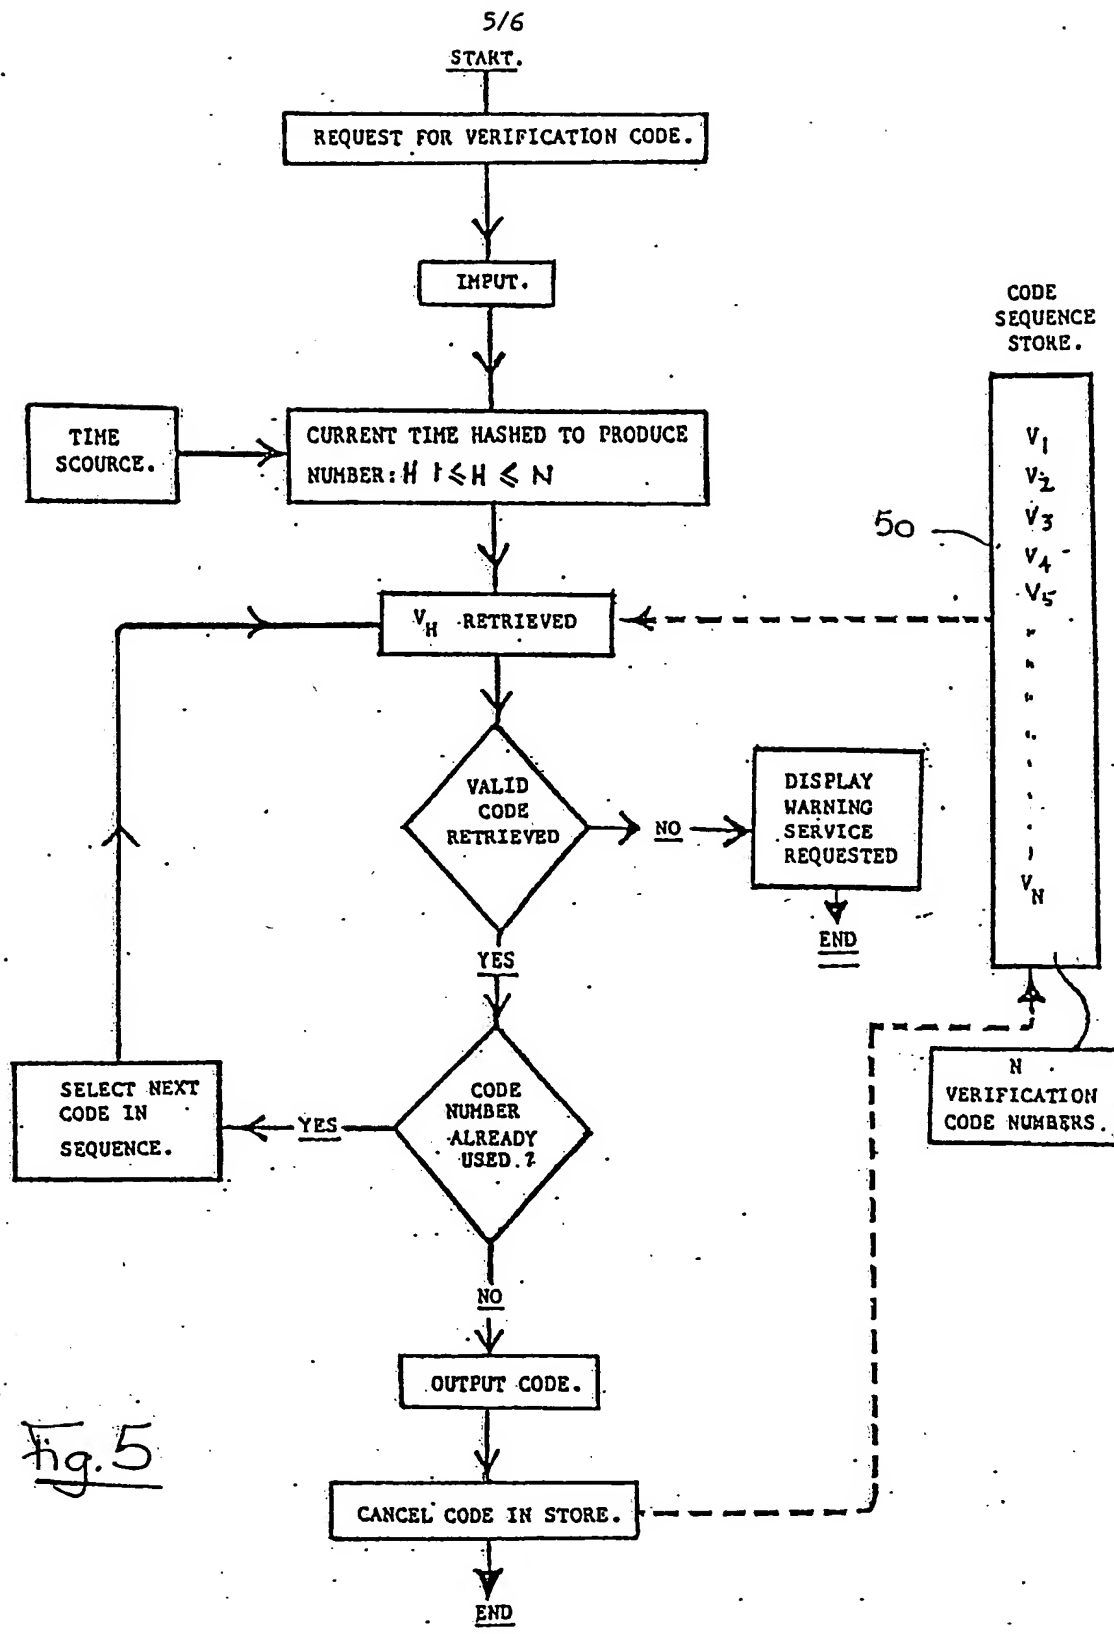 5/6
START.
REQUEST FOR VERIFICATION CODE.
IMPUT.
TIME
SCOURCE.
CURRENT TIME HASHED TO PRODUCE
NUMBER: H 1 ≤ H ≤ N
CODE
SEQUENCE
STORE.
V1
V2
V3
V4
V5
VN
50
VH RETRIEVED
VALID
CODE
RETRIEVED
NO
DISPLAY
WARNING
SERVICE
REQUESTED
END
YES
N
VERIFICATION
CODE NUMBERS.
CODE
NUMBER
ALREADY
USED.?
YES
SELECT NEXT
CODE IN
SEQUENCE.
NO
OUTPUT CODE.
CANCEL CODE IN STORE.
END
Fig. 5